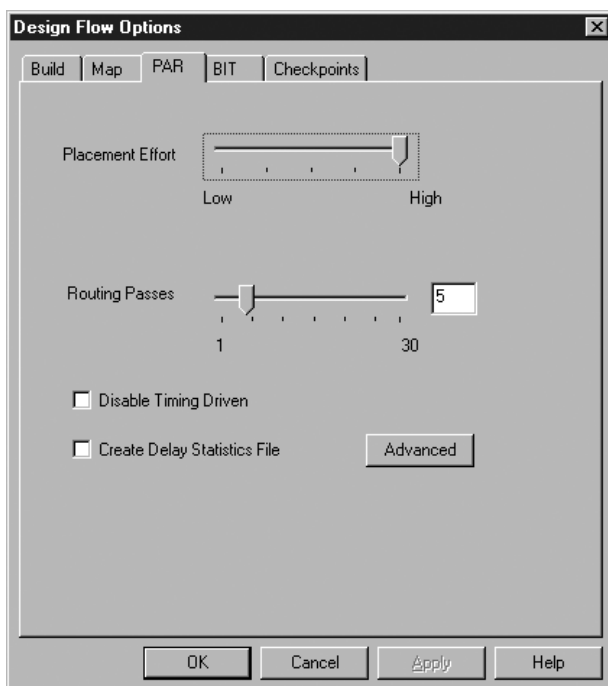 Design Flow Options
Build Map PAR BIT Checkpoints
Placement Effort
Low High
Routing Passes 5
1 30
Disable Timing Driven
Create Delay Statistics File Advanced
OK Cancel Apply Help